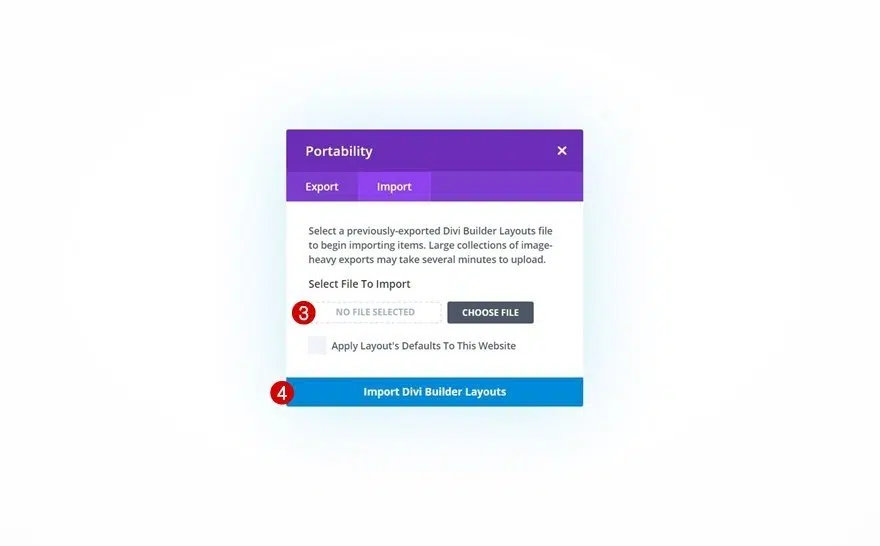 Portability
Export Import
Select a previously-exported Divi Builder Layouts file
to begin importing items. Large collections of image-
heavy exports may take several minutes to upload.
Select File To Import
3 NO FILE SELECTED CHOOSE FILE
Apply Layout's Defaults To This Website
4 Import Divi Builder Layouts